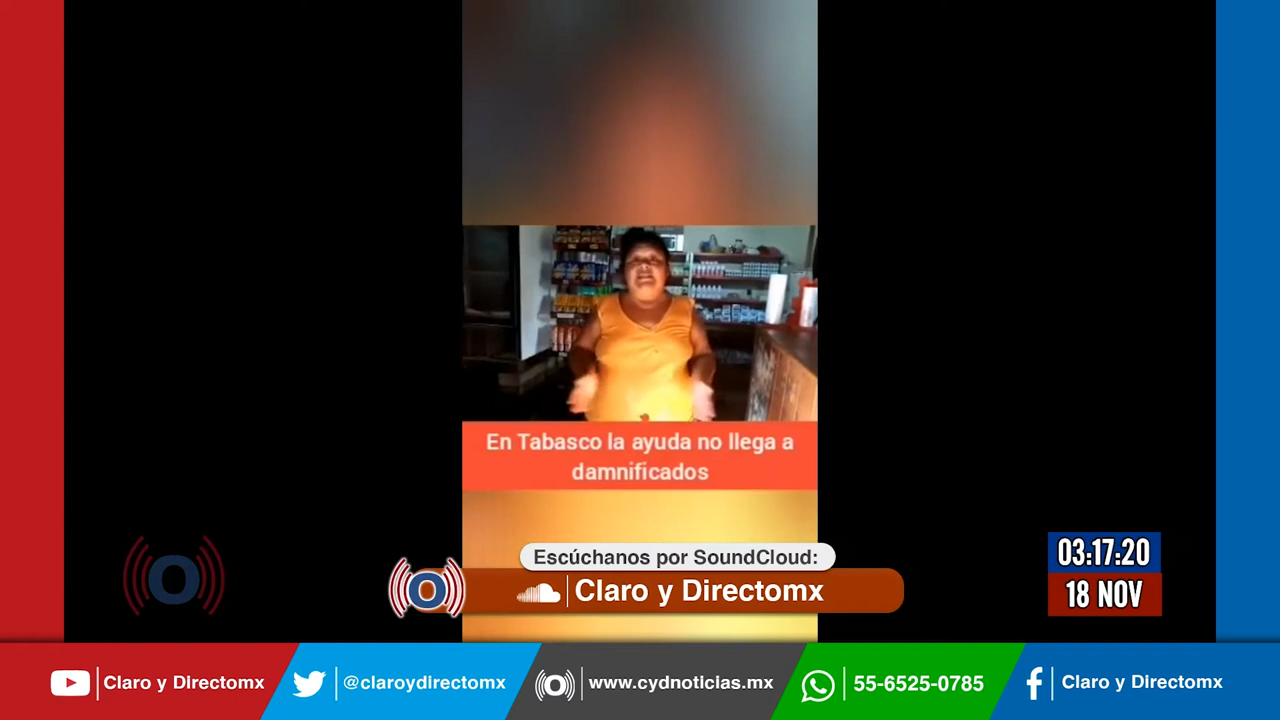 En Tabasco la ayuda no llega a
damnificados
Escúchanos por SoundCloud:
Claro y Directomx
03:17:20
18 NOV
Claro y Directomx
@claroydirectomx
www.cydnoticias.mx
55-6525-0785
Claro y Directomx